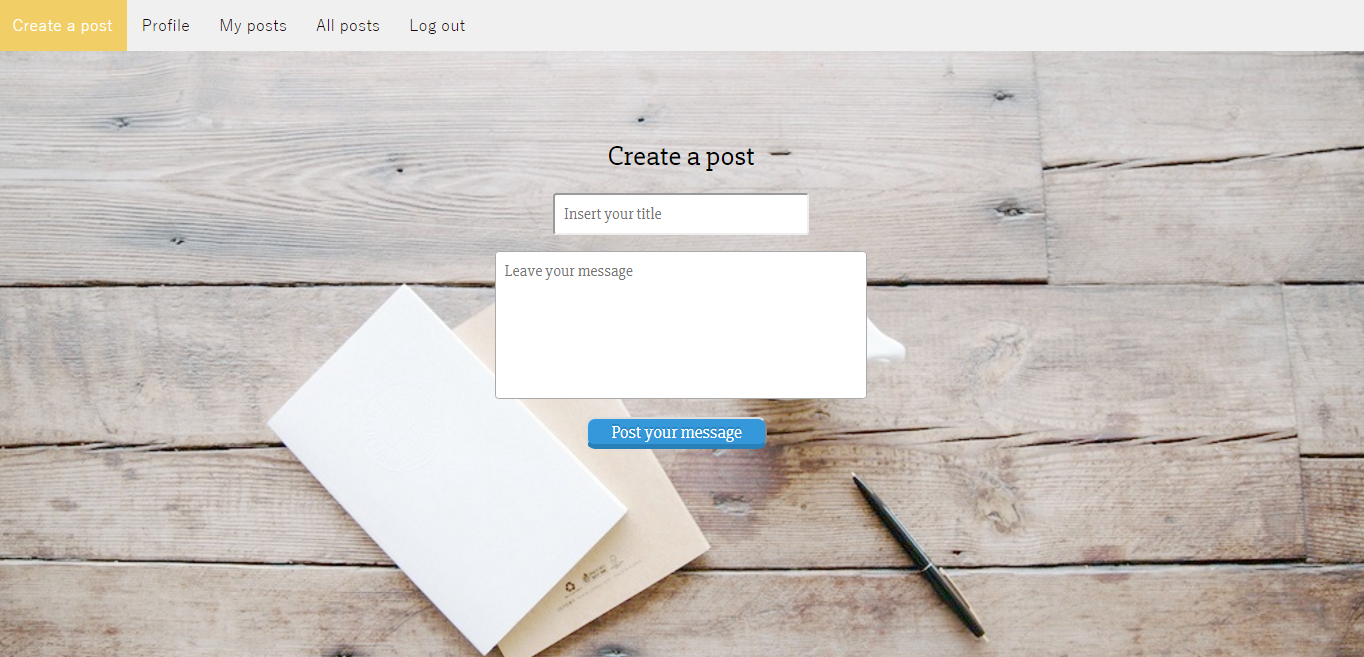 Create a post Profile My posts All posts Log out
Create a post
Insert your title
Leave your message
Post your message